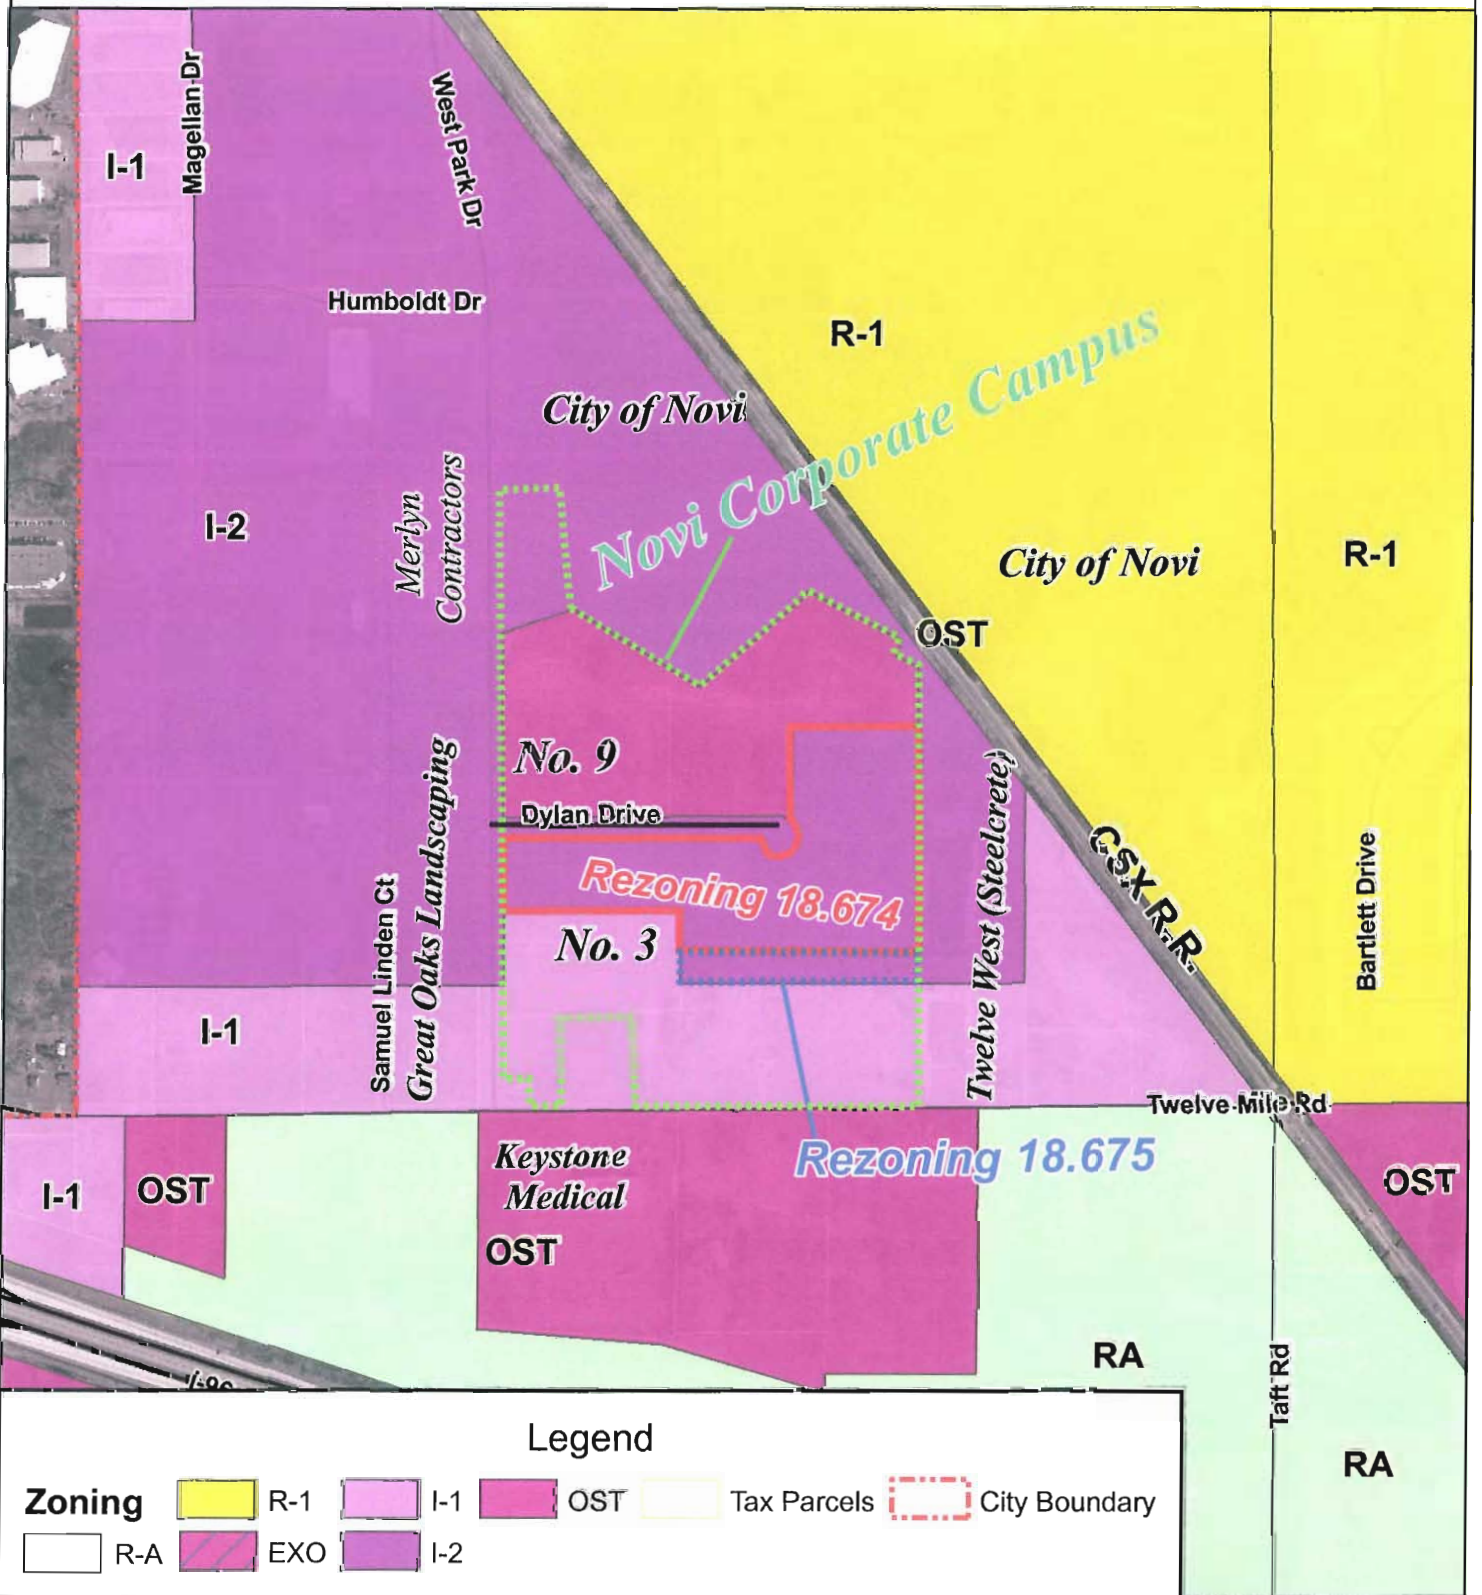 I-1
Magellan Dr
West Park Dr
Humboldt Dr
R-1
Novi Corporate Campus
City of Novi
Merlyn
Contractors
I-2
City of Novi
R-1
OST
No. 9
Dylan Drive
Rezoning 18.674
No. 3
Great Oaks Landscaping
Samuel Linden Ct
Twelve West (Steelcrete)
CSX R.R.
Bartlett Drive
I-1
Twelve Mile Rd
Keystone
Medical
Rezoning 18.675
I-1
OST
OST
OST
RA
I-96
Taft Rd
RA
Legend
Zoning
R-1
I-1
OST
Tax Parcels
City Boundary
R-A
EXO
I-2